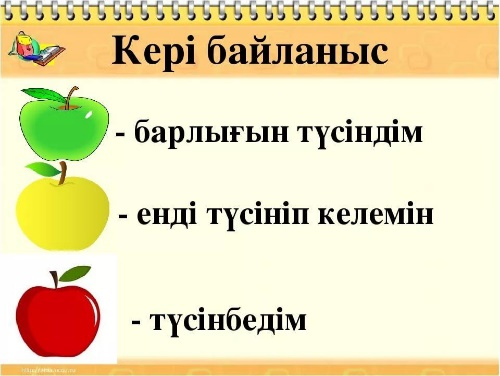 Кері байланыс
- барлығын түсіндім
- енді түсініп келемін
- түсінбедім